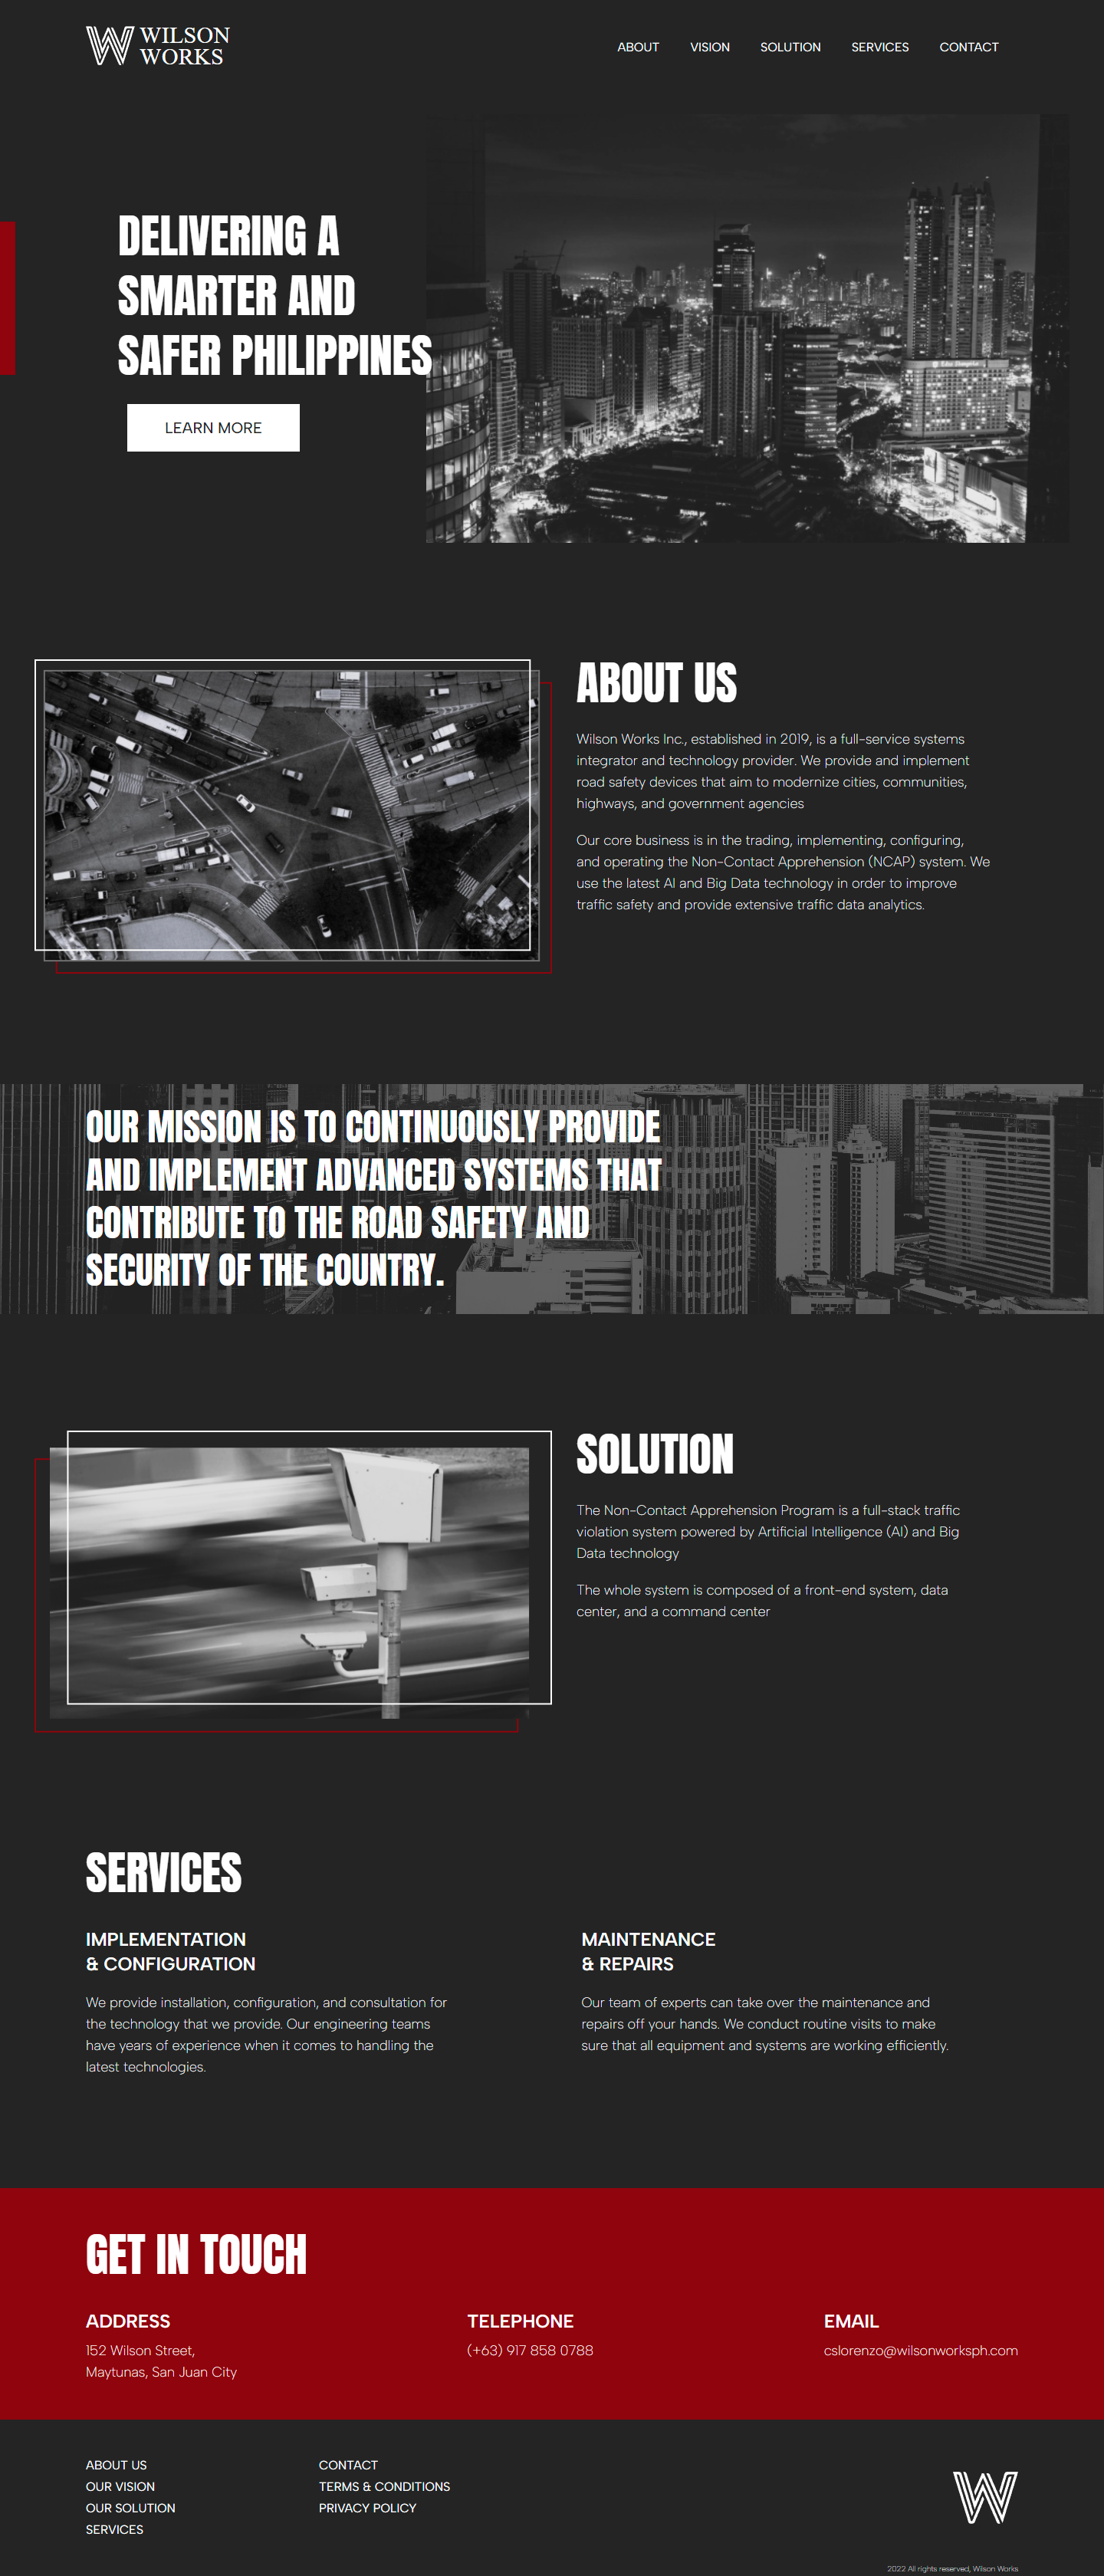 WILSON
WORKS
ABOUT VISION SOLUTION SERVICES CONTACT
DELIVERING A
SMARTER AND
SAFER PHILIPPINES
LEARN MORE
ABOUT US
Wilson Works Inc., established in 2019, is a full-service systems
integrator and technology provider. We provide and implement
road safety devices that aim to modernize cities, communities,
highways, and government agencies
Our core business is in the trading, implementing, configuring,
and operating the Non-Contact Apprehension (NCAP) system. We
use the latest AI and Big Data technology in order to improve
traffic safety and provide extensive traffic data analytics.
OUR MISSION IS TO CONTINUOUSLY PROVIDE
AND IMPLEMENT ADVANCED SYSTEMS THAT
CONTRIBUTE TO THE ROAD SAFETY AND
SECURITY OF THE COUNTRY.
SOLUTION
The Non-Contact Apprehension Program is a full-stack traffic
violation system powered by Artificial Intelligence (AI) and Big
Data technology
The whole system is composed of a front-end system, data
center, and a command center
SERVICES
IMPLEMENTATION
& CONFIGURATION
We provide installation, configuration, and consultation for
the technology that we provide. Our engineering teams
have years of experience when it comes to handling the
latest technologies.
MAINTENANCE
& REPAIRS
Our team of experts can take over the maintenance and
repairs off your hands. We conduct routine visits to make
sure that all equipment and systems are working efficiently.
GET IN TOUCH
ADDRESS
152 Wilson Street,
Maytunas, San Juan City
TELEPHONE
(+63) 917 858 0788
EMAIL
cslorenzo@wilsonworksph.com
ABOUT US
OUR VISION
OUR SOLUTION
SERVICES
CONTACT
TERMS & CONDITIONS
PRIVACY POLICY
W
2022 All rights reserved, Wilson Works